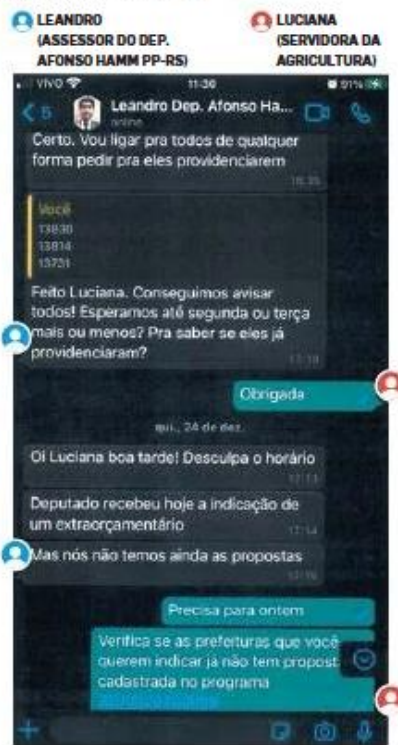 LEANDRO
(ASSESSOR DO DEP.
AFONSO HAMM PP-RS)
LUCIANA
(SERVIDORA DA
AGRICULTURA)
VIVO
11:36
91%
5
Leandro Dep. Afonso Ha...
online
Certo. Vou ligar pra todos de qualquer
forma pedir pra eles providenciarem
Você
13830
13814
13731
Feito Luciana. Conseguimos avisar
todos! Esperamos até segunda ou terça
mais ou menos? Pra saber se eles já
providenciaram?
Obrigada
qui., 24 de dez.
Oi Luciana boa tarde! Desculpa o horário
Deputado recebeu hoje a indicação de
um extraorçamentário
Mas nós não temos ainda as propostas
Precisa para ontem
Verifica se as prefeituras que você
querem indicar já não tem propost
cadastrada no programa